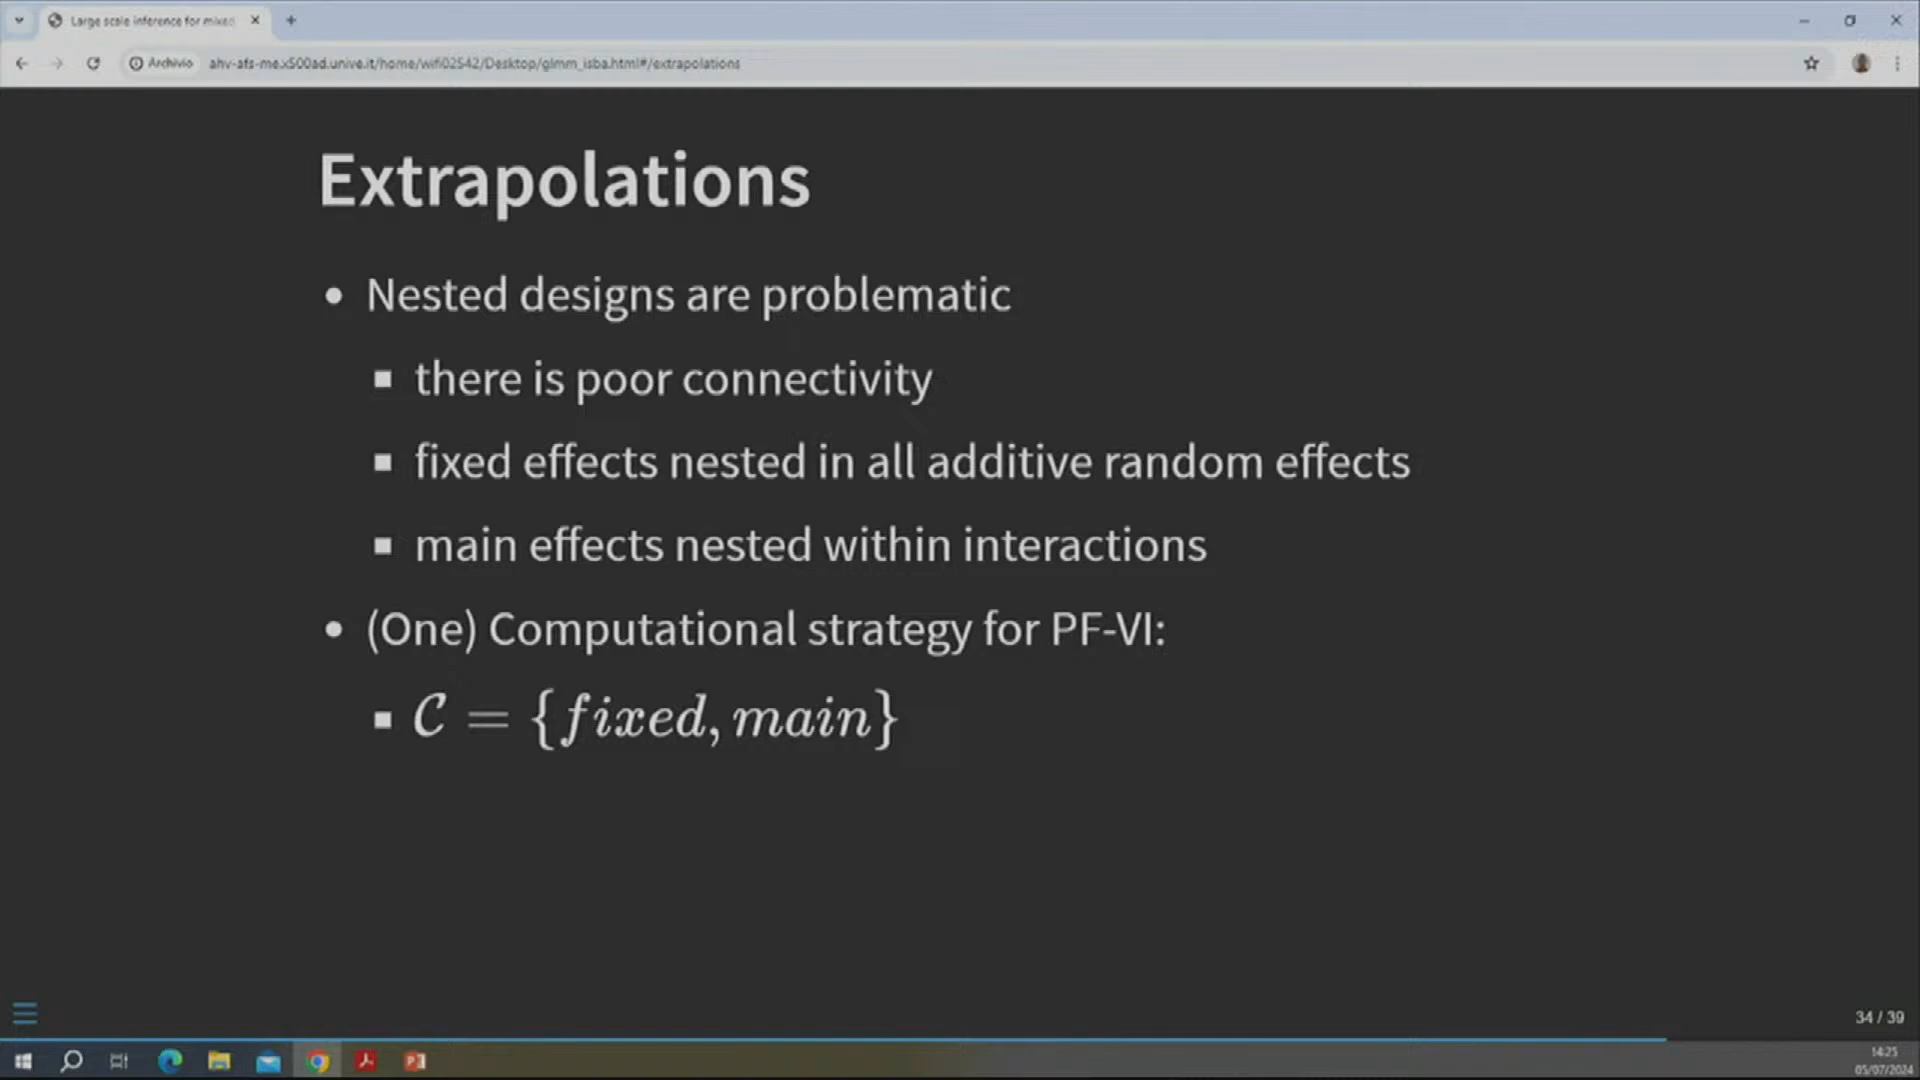 Large scale inference for mixed
Archivio
ahv-afs-me.x500ad.unive.it/home/wifi02542/Desktop/glmm_isba.html#/extrapolations
Extrapolations
• Nested designs are problematic
▪ there is poor connectivity
▪ fixed effects nested in all additive random effects
▪ main effects nested within interactions
• (One) Computational strategy for PF-VI:
▪ 𝒞 = {fixed, main}
34 / 39
14:25
05/07/2024